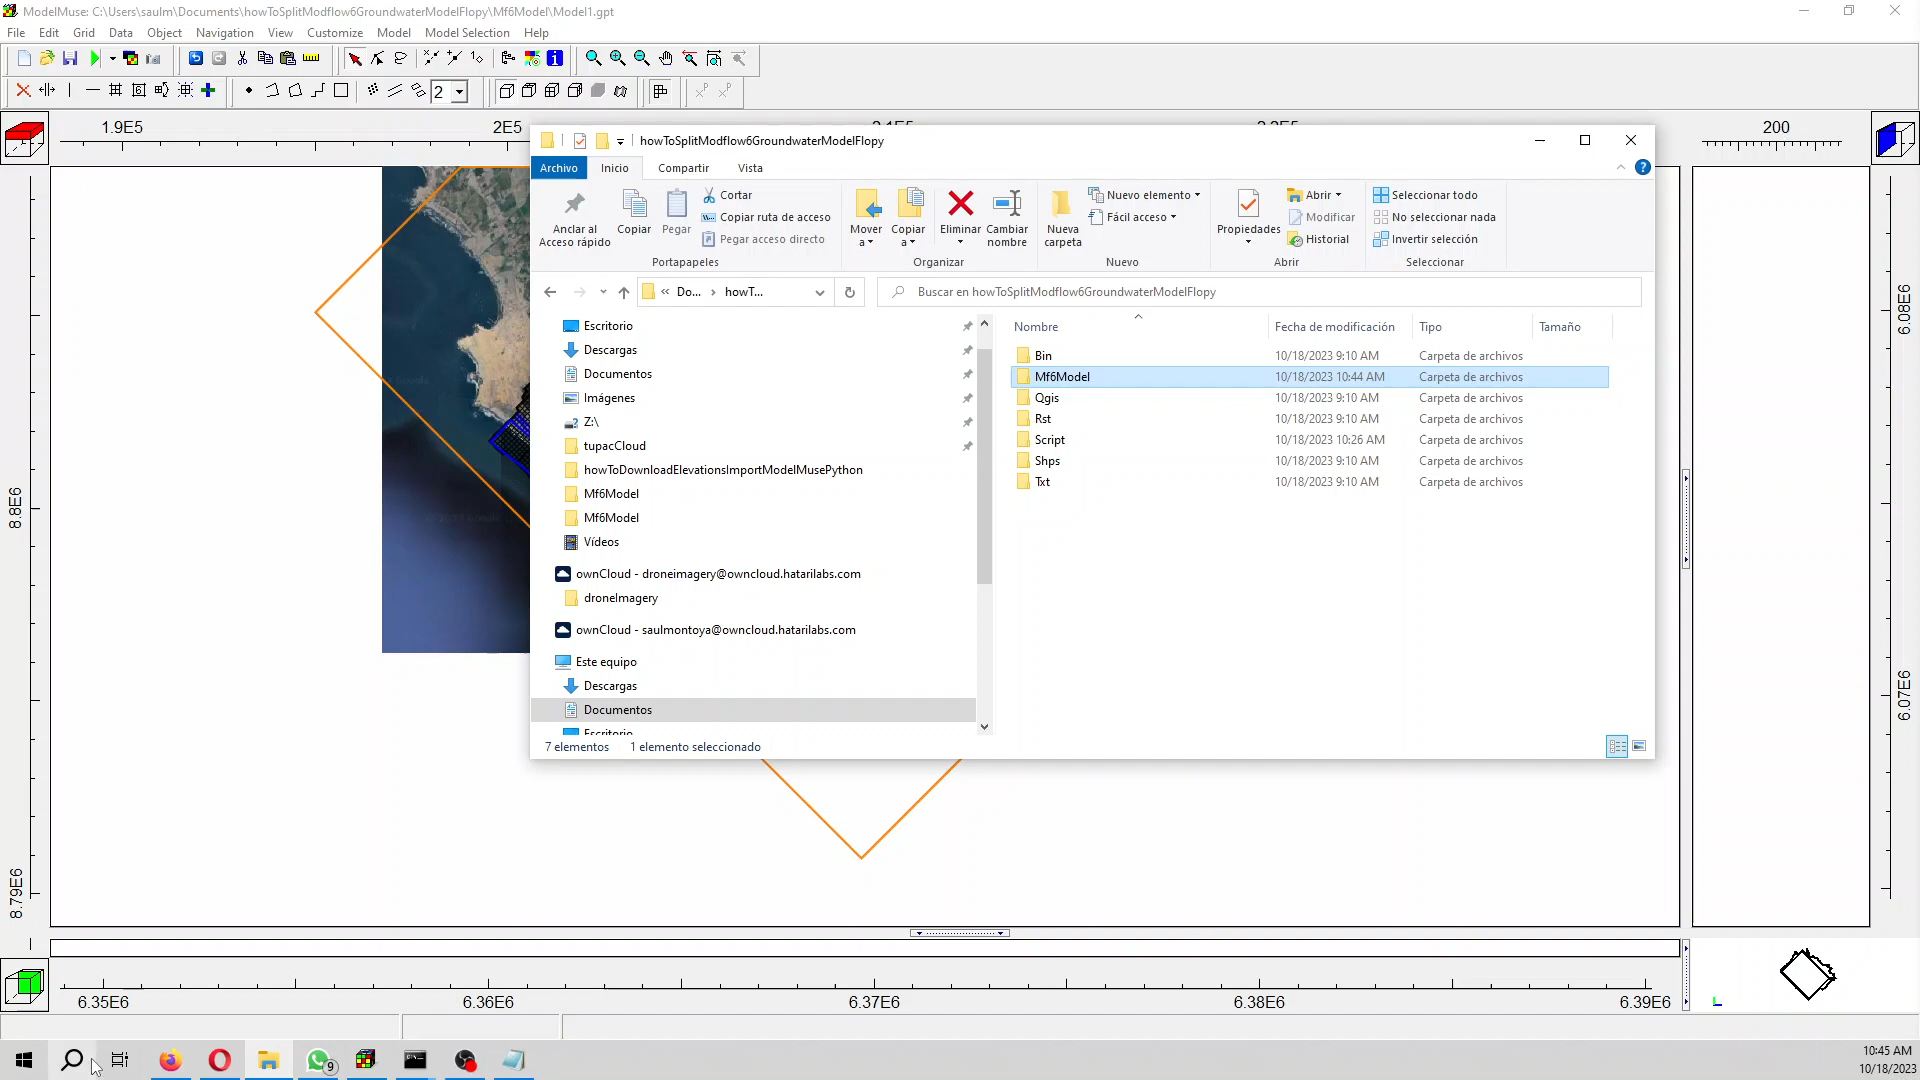 ModelMuse: C:\Users\saulm\Documents\howToSplitModflow6GroundwaterModelFlopy\Mf6Model\Model1.gpt
File Edit Grid Data Object Navigation View Customize Model Model Selection Help
2
1.9E5 2E5 200
8.8E6
8.79E6
6.08E6
6.07E6
howToSplitModflow6GroundwaterModelFlopy
Archivo Inicio Compartir Vista
Anclar al Acceso rápido
Copiar
Pegar
Cortar
Copiar ruta de acceso
Pegar acceso directo
Portapapeles
Mover a
Copiar a
Eliminar
Cambiar nombre
Organizar
Nueva carpeta
Nuevo elemento
Fácil acceso
Nuevo
Propiedades
Abrir
Modificar
Historial
Abrir
Seleccionar todo
No seleccionar nada
Invertir selección
Seleccionar
« Do... howT...
Buscar en howToSplitModflow6GroundwaterModelFlopy
Escritorio
Descargas
Documentos
Imágenes
Z:\
tupacCloud
howToDownloadElevationsImportModelMusePython
Mf6Model
Mf6Model
Vídeos
ownCloud - droneimagery@owncloud.hatarilabs.com
droneImagery
ownCloud - saulmontoya@owncloud.hatarilabs.com
Este equipo
Descargas
Documentos
Escritorio
Nombre Fecha de modificación Tipo Tamaño
Bin 10/18/2023 9:10 AM Carpeta de archivos
Mf6Model 10/18/2023 10:44 AM Carpeta de archivos
Qgis 10/18/2023 9:10 AM Carpeta de archivos
Rst 10/18/2023 9:10 AM Carpeta de archivos
Script 10/18/2023 10:26 AM Carpeta de archivos
Shps 10/18/2023 9:10 AM Carpeta de archivos
Txt 10/18/2023 9:10 AM Carpeta de archivos
7 elementos 1 elemento seleccionado
6.35E6 6.36E6 6.37E6 6.38E6 6.39E6
9
10:45 AM
10/18/2023